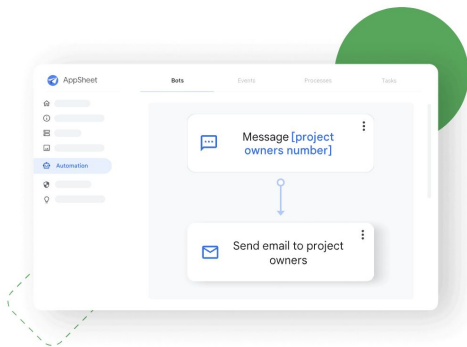 AppSheet
Bots
Events
Processes
Tasks
Automation
Message [project
owners number]
Send email to project
owners